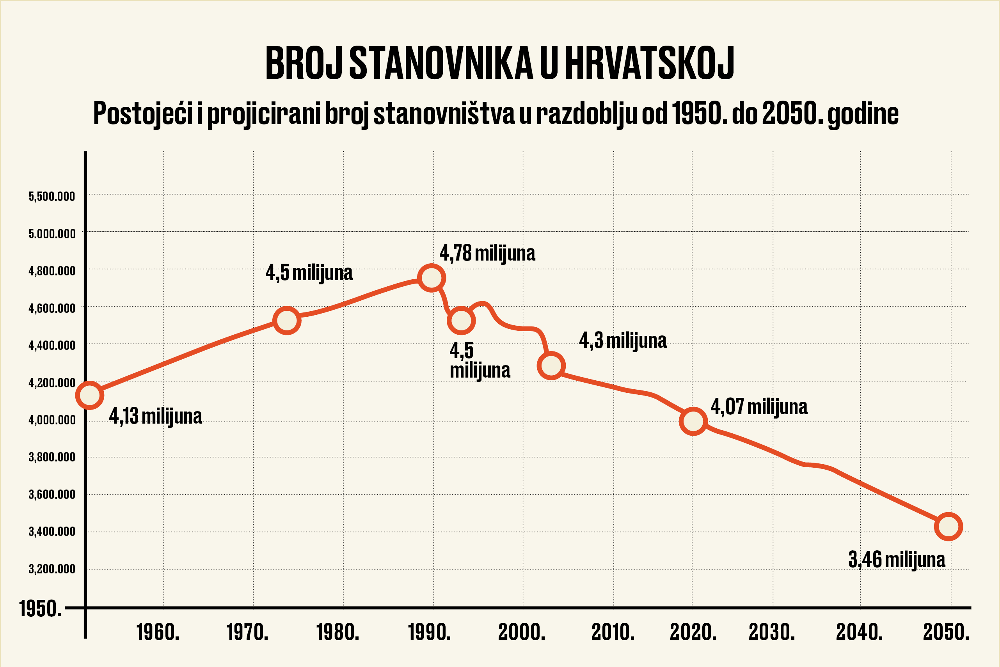 BROJ STANOVNIKA U HRVATSKOJ
Postojeći i projicirani broj stanovništva u razdoblju od 1950. do 2050. godine
5,500.000
5.000.000
4,800.000
4,600.000
4,400.000
4,200.000
4,000.000
3,800.000
3,600.000
3,400.000
3,200.000
4,78 milijuna
4,5 milijuna
4,3 milijuna
4,5
milijuna
4,07 milijuna
4,13 milijuna
3,46 milijuna
1950.
1960.
1970.
1980.
1990.
2000.
2010.
2020.
2030.
2040.
2050.